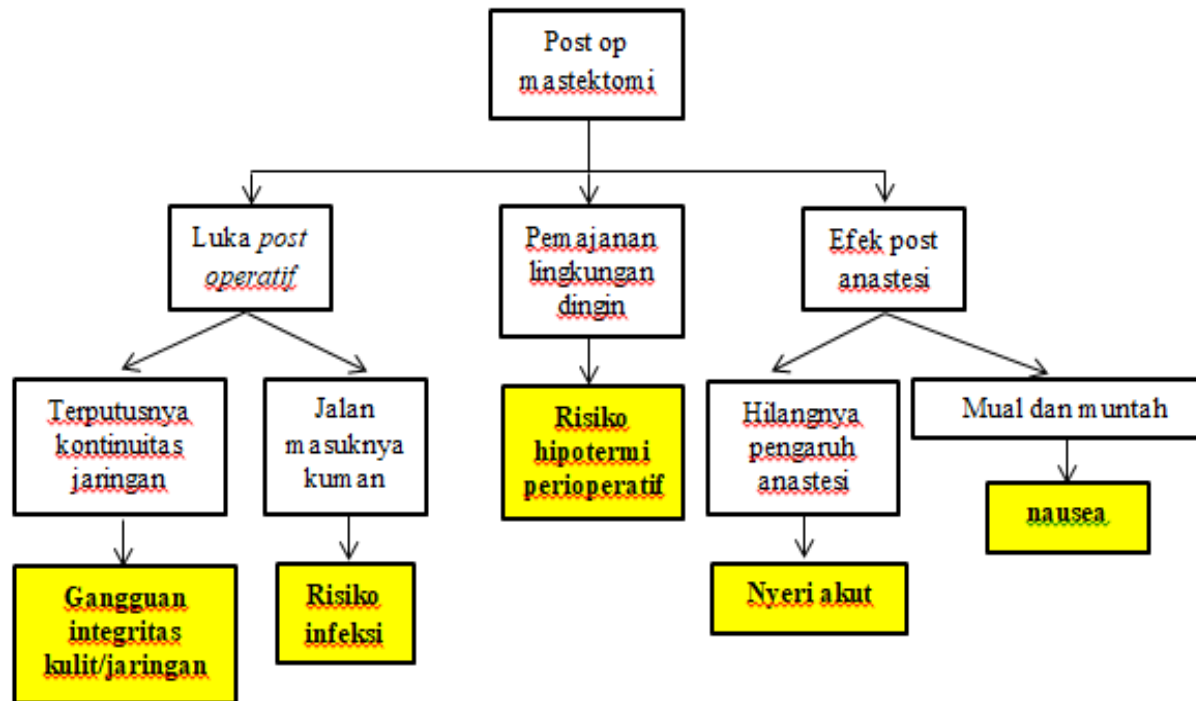 Post op
mastektomi
Luka post
operatif
Pemajanan
lingkungan
dingin
Efek post
anastesi
Terputusnya
kontinuitas
jaringan
Jalan
masuknya
kuman
Risiko
hipotermi
perioperatif
Hilangnya
pengaruh
anastesi
Mual dan muntah
Gangguan
integritas
kulit/jaringan
Risiko
infeksi
Nyeri akut
nausea